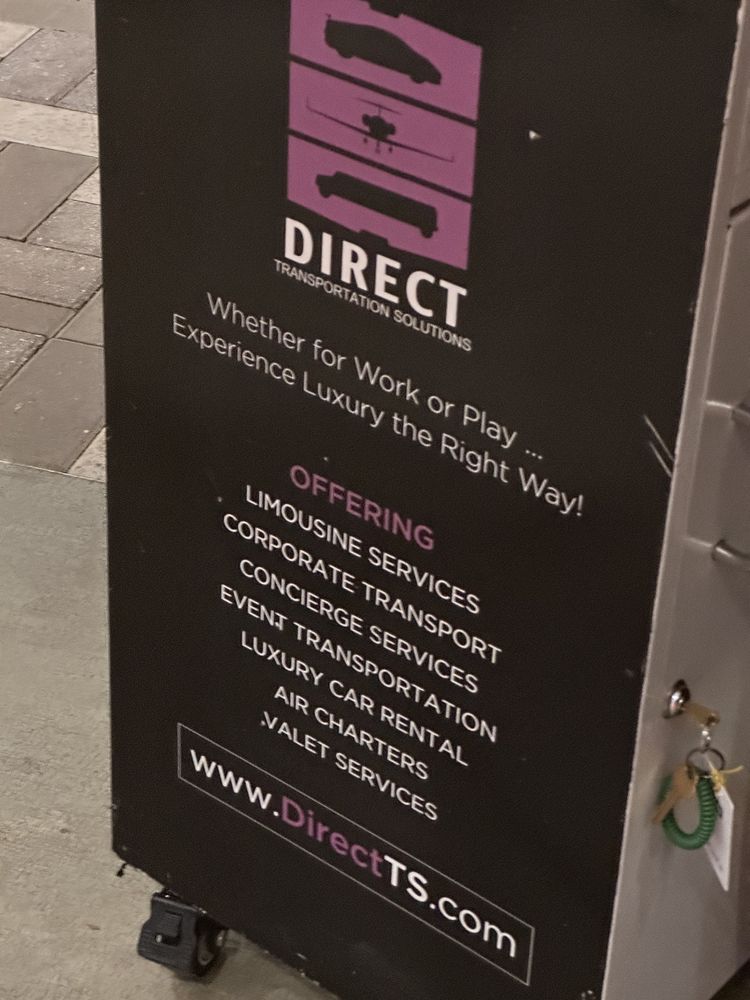 DIRECT
TRANSPORTATION SOLUTIONS
Whether for Work or Play ...
Experience Luxury the Right Way!
OFFERING
LIMOUSINE SERVICES
CORPORATE TRANSPORT
CONCIERGE SERVICES
EVENT TRANSPORTATION
LUXURY CAR RENTAL
AIR CHARTERS
VALET SERVICES
www.DirectTS.com